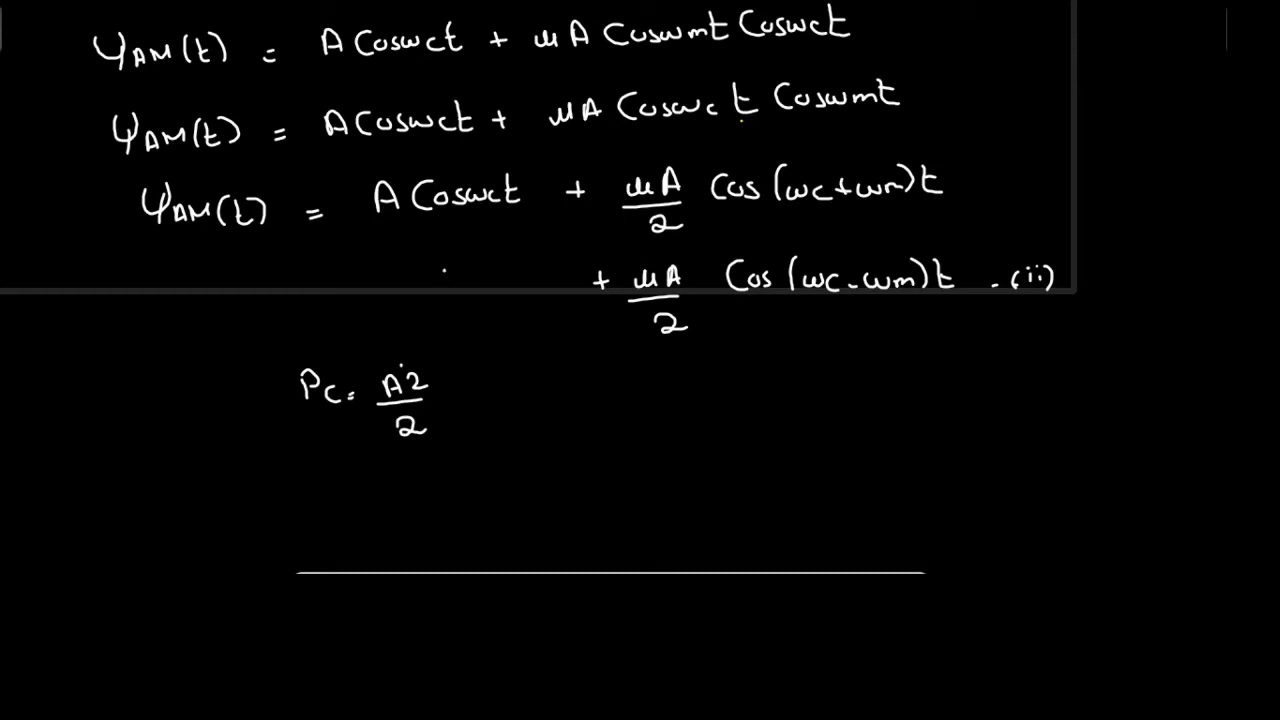 ΨAM(t) = A Cosωct + μA Cosωmt Cosωct
ΨAM(t) = A Cosωct + μA Cosωc t Cosωmt
ΨAM(t) = A Cosωct + μA/2 Cos(ωc+ωm)t
+ μA/2 Cos(ωc-ωm)t - (ii)
Pc = A²/2